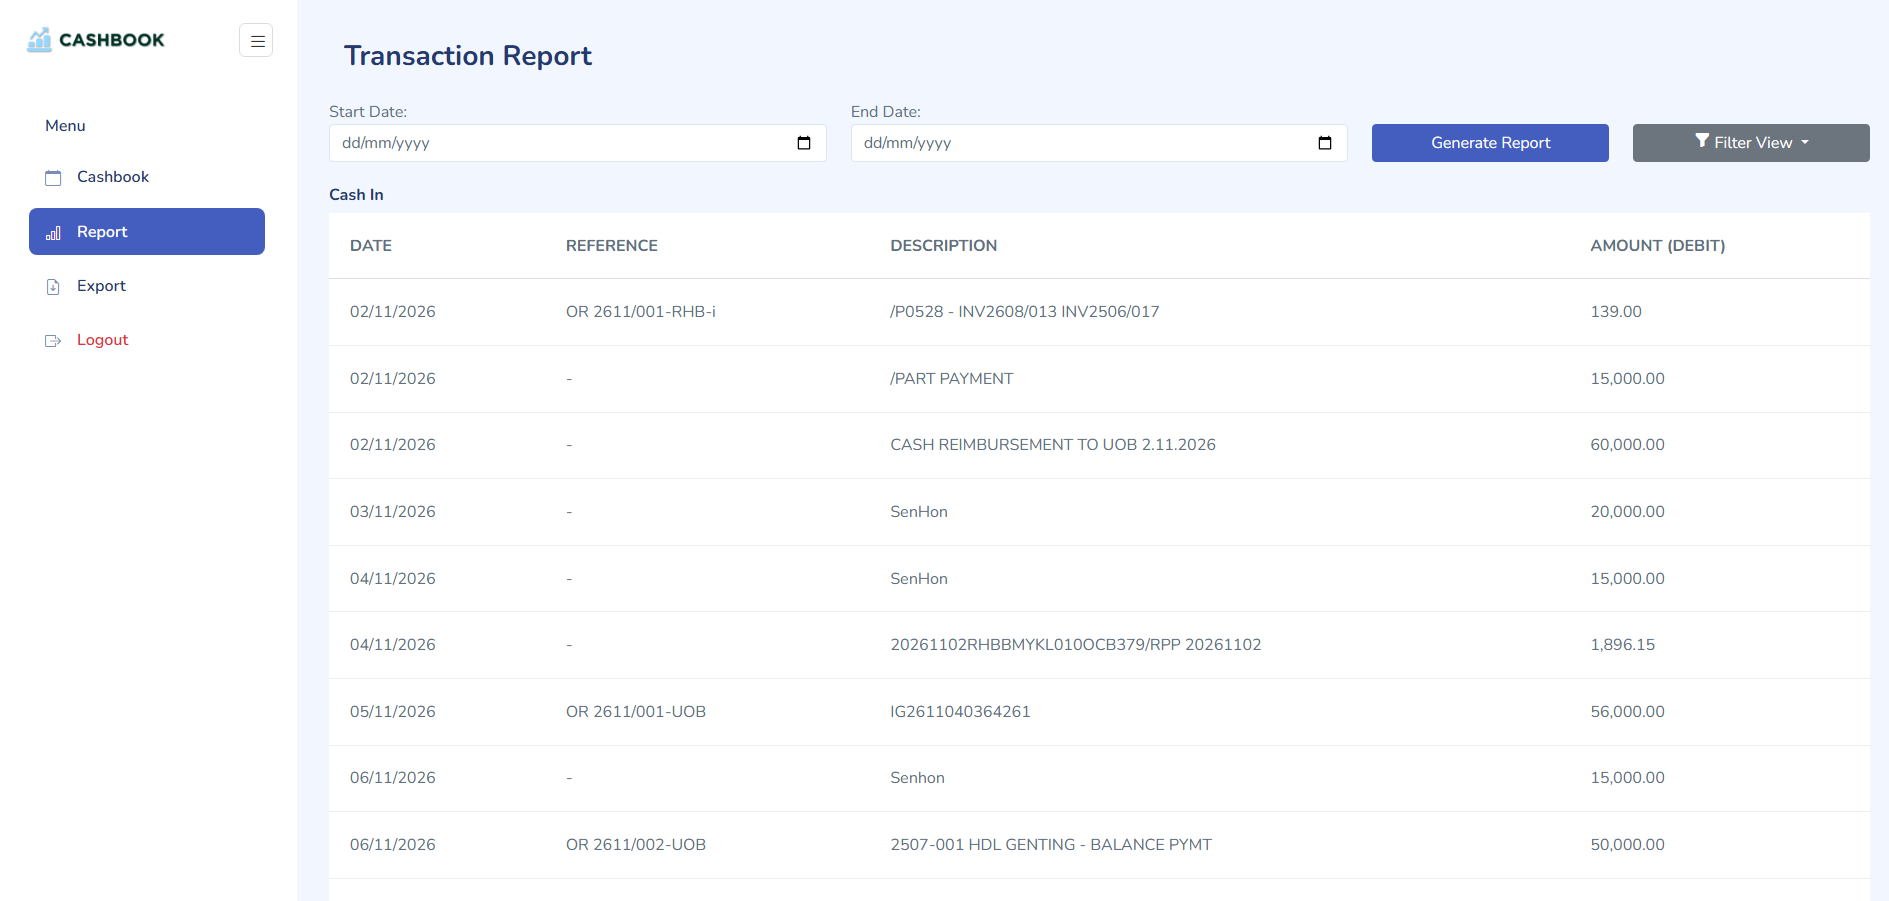 CASHBOOK
Transaction Report
Menu
Cashbook
Report
Export
Logout
Start Date:
End Date:
dd/mm/yyyy
dd/mm/yyyy
Generate Report
Filter View
Cash In
DATE REFERENCE DESCRIPTION AMOUNT (DEBIT)
02/11/2026 OR 2611/001-RHB-i /P0528 - INV2608/013 INV2506/017 139.00
02/11/2026 - /PART PAYMENT 15,000.00
02/11/2026 - CASH REIMBURSEMENT TO UOB 2.11.2026 60,000.00
03/11/2026 - SenHon 20,000.00
04/11/2026 - SenHon 15,000.00
04/11/2026 - 20261102RHBBMYKL010OCB379/RPP 20261102 1,896.15
05/11/2026 OR 2611/001-UOB IG2611040364261 56,000.00
06/11/2026 - Senhon 15,000.00
06/11/2026 OR 2611/002-UOB 2507-001 HDL GENTING - BALANCE PYMT 50,000.00